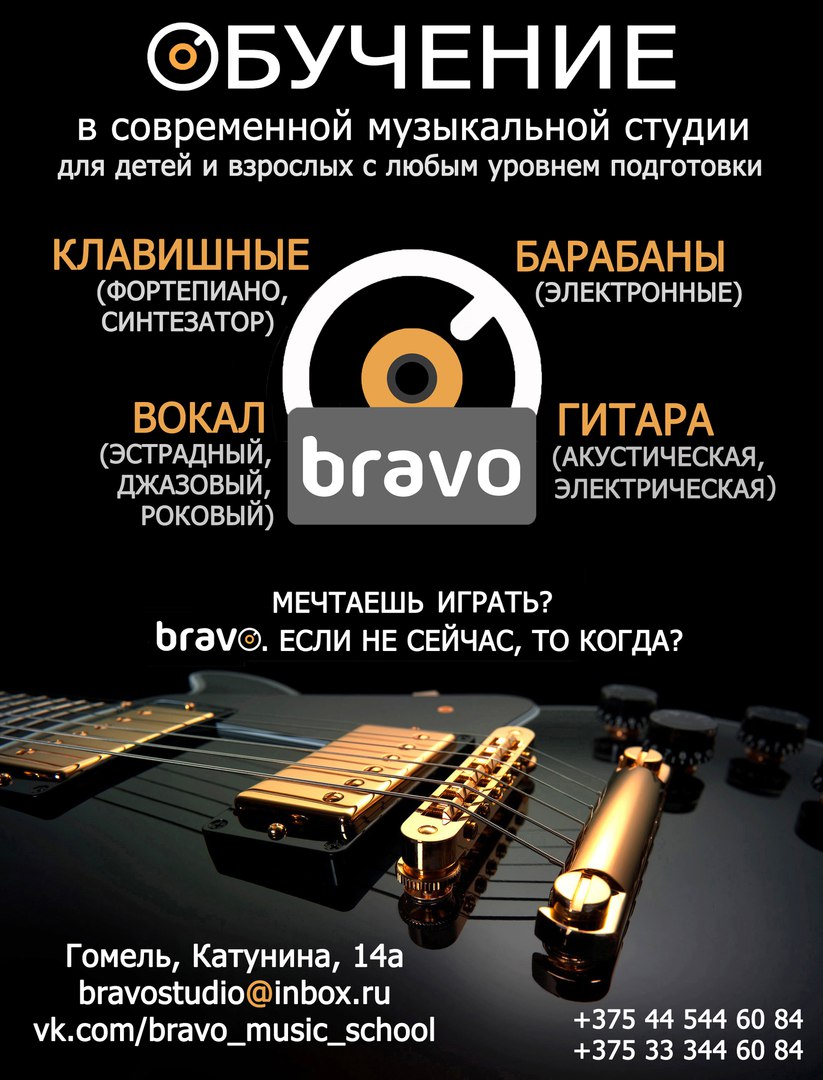 ОБУЧЕНИЕ
в современной музыкальной студии
для детей и взрослых с любым уровнем подготовки
КЛАВИШНЫЕ
(ФОРТЕПИАНО,
СИНТЕЗАТОР)
БАРАБАНЫ
(ЭЛЕКТРОННЫЕ)
ВОКАЛ
(ЭСТРАДНЫЙ,
ДЖАЗОВЫЙ,
РОКОВЫЙ)
bravo
ГИТАРА
(АКУСТИЧЕСКАЯ,
ЭЛЕКТРИЧЕСКАЯ)
МЕЧТАЕШЬ ИГРАТЬ?
bravo. ЕСЛИ НЕ СЕЙЧАС, ТО КОГДА?
Гомель, Катунина, 14а
bravostudio@inbox.ru
vk.com/bravo_music_school
+375 44 544 60 84
+375 33 344 60 84